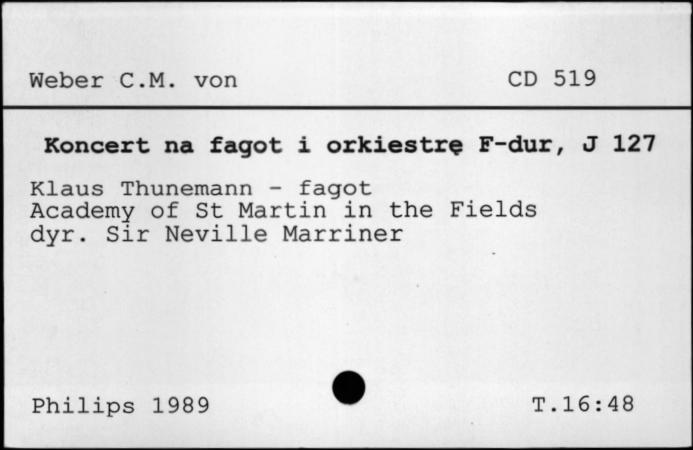 Weber C.M. von CD 519
Koncert na fagot i orkiestrę F-dur, J 127
Klaus Thunemann - fagot
Academy of St Martin in the Fields
dyr. Sir Neville Marriner
Philips 1989 T.16:48